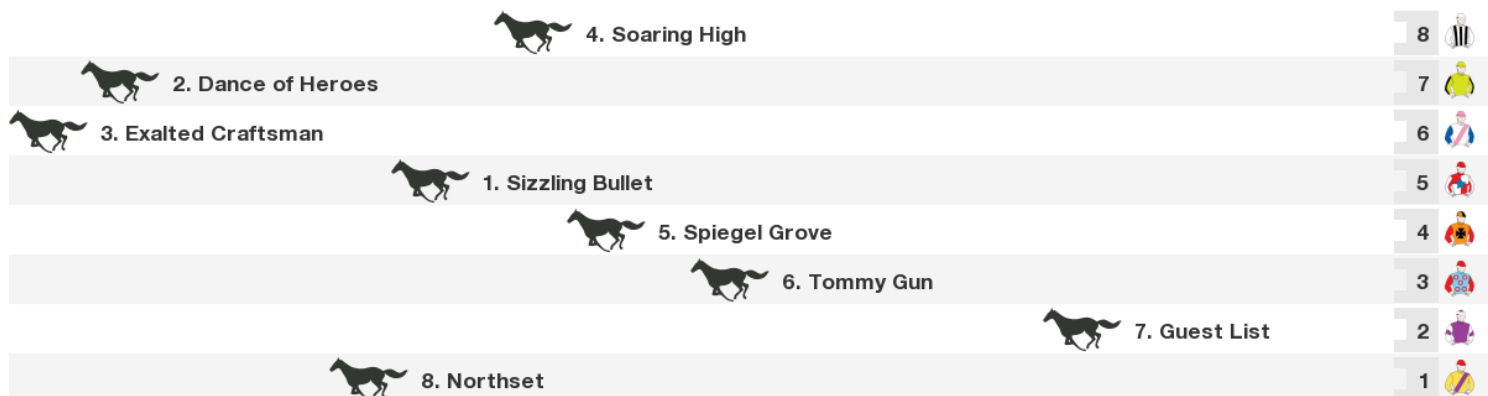 4. Soaring High 8
2. Dance of Heroes 7
3. Exalted Craftsman 6
1. Sizzling Bullet 5
5. Spiegel Grove 4
6. Tommy Gun 3
7. Guest List 2
8. Northset 1